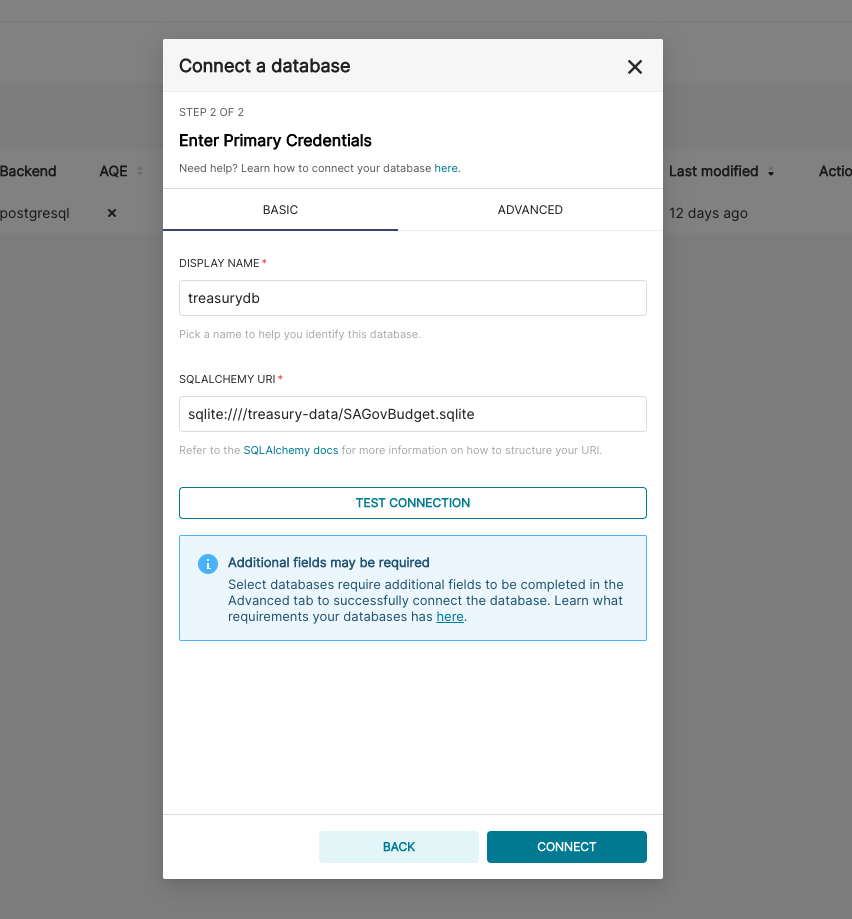 Connect a database
STEP 2 OF 2
Enter Primary Credentials
Need help? Learn how to connect your database here.
Backend AQE Last modified Actio
postgresql 12 days ago
BASIC ADVANCED
DISPLAY NAME*
treasurydb
Pick a name to help you identify this database.
SQLALCHEMY URI*
sqlite:////treasury-data/SAGovBudget.sqlite
Refer to the SQLAlchemy docs for more information on how to structure your URI.
TEST CONNECTION
Additional fields may be required
Select databases require additional fields to be completed in the
Advanced tab to successfully connect the database. Learn what
requirements your databases has here.
BACK CONNECT